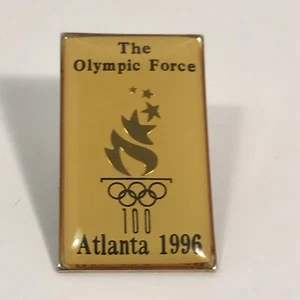 The
Olympic Force
100
Atlanta 1996